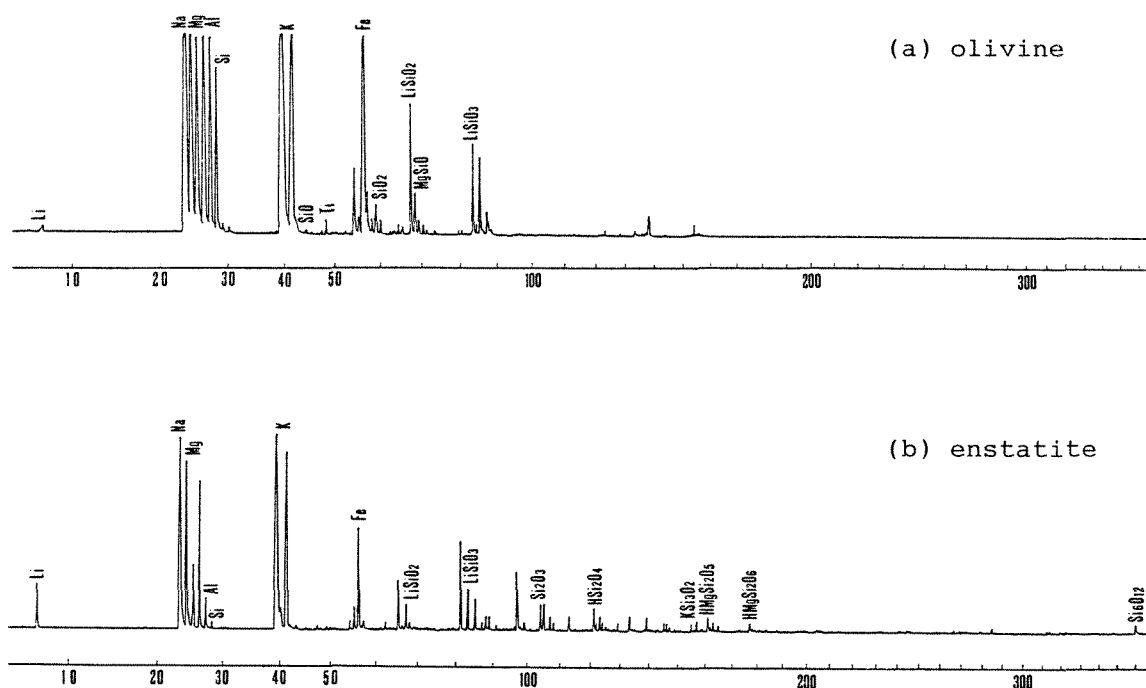 (a) olivine
Li
Na
Mg
Al
Si
K
SiO
Ti
Fe
SiO2
LiSiO2
MgSiO
LiSiO3
10 20 30 40 50 100 200 300
(b) enstatite
Li
Na
Mg
Al
Si
K
Fe
LiSiO2
LiSiO3
Si2O3
HSi2O4
KSi3O2
HMgSi2O5
HMgSi2O6
Si6O12
10 20 30 40 50 100 200 300